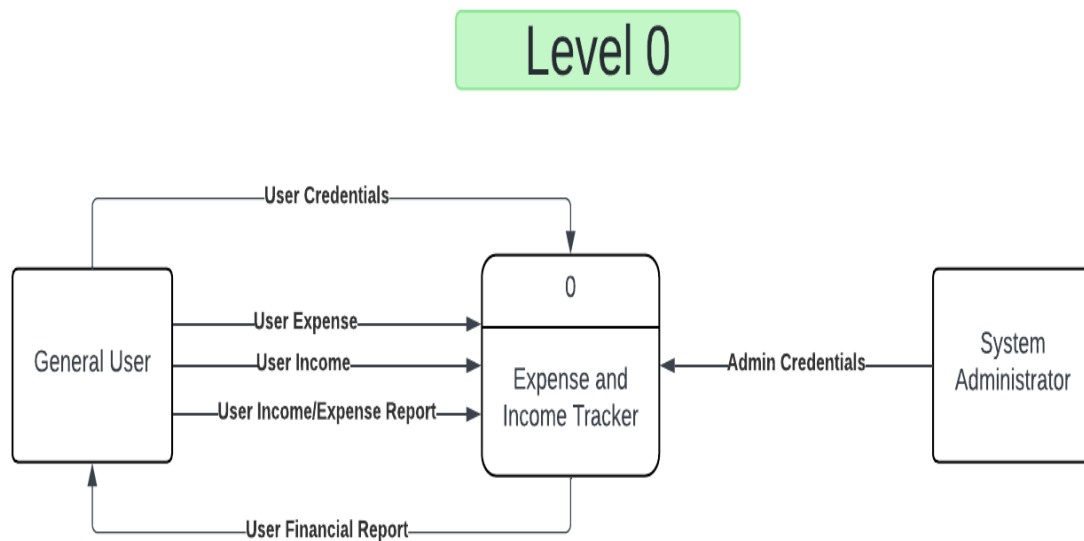 Level 0
User Credentials
0
User Expense
User Income
General User
User Income/Expense Report
Expense and
Income Tracker
Admin Credentials
System
Administrator
User Financial Report